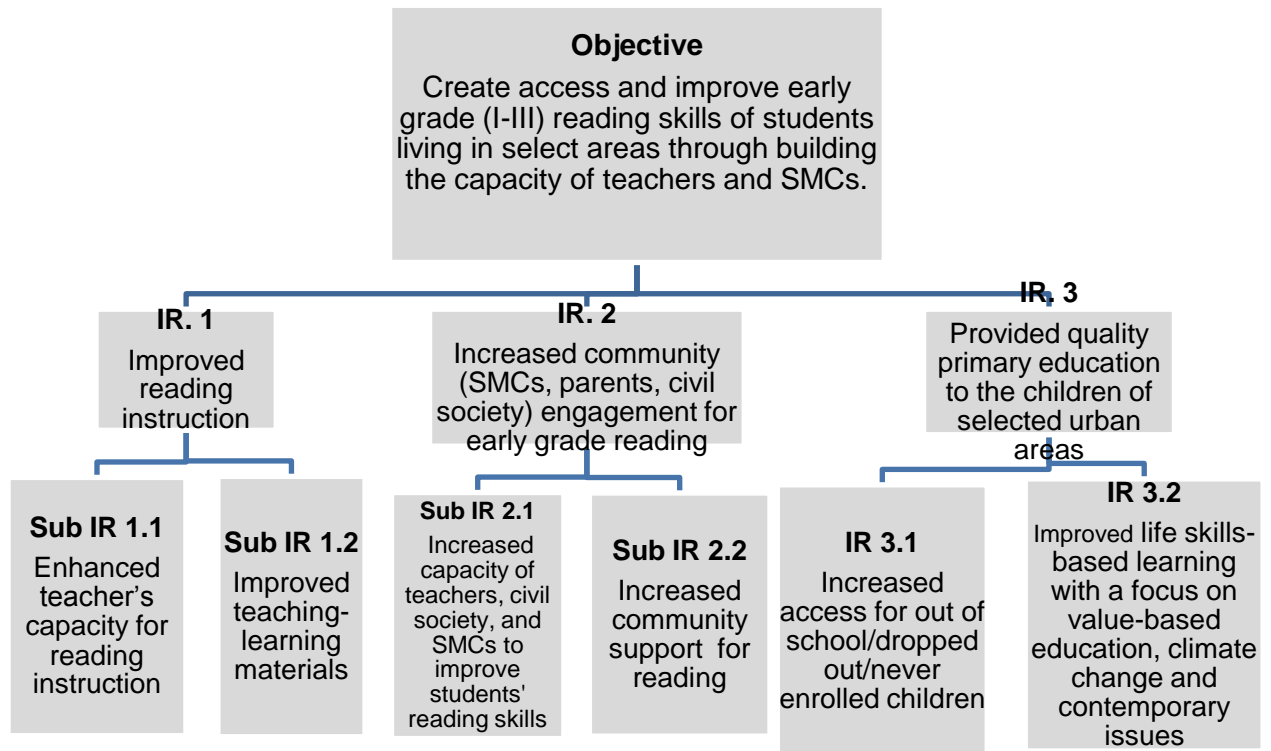 Objective
Create access and improve early
grade (I-III) reading skills of students
living in select areas through building
the capacity of teachers and SMCs.
IR. 1
Improved
reading
instruction
IR. 2
Increased community
(SMCs, parents, civil
society) engagement for
early grade reading
IR. 3
Provided quality
primary education
to the children of
selected urban
areas
Sub IR 1.1
Enhanced
teacher’s
capacity for
reading
instruction
Sub IR 1.2
Improved
teaching-
learning
materials
Sub IR 2.1
Increased
capacity of
teachers, civil
society, and
SMCs to
improve
students'
reading skills
Sub IR 2.2
Increased
community
support for
reading
IR 3.1
Increased
access for out of
school/dropped
out/never
enrolled children
IR 3.2
Improved life skills-
based learning
with a focus on
value-based
education, climate
change and
contemporary
issues